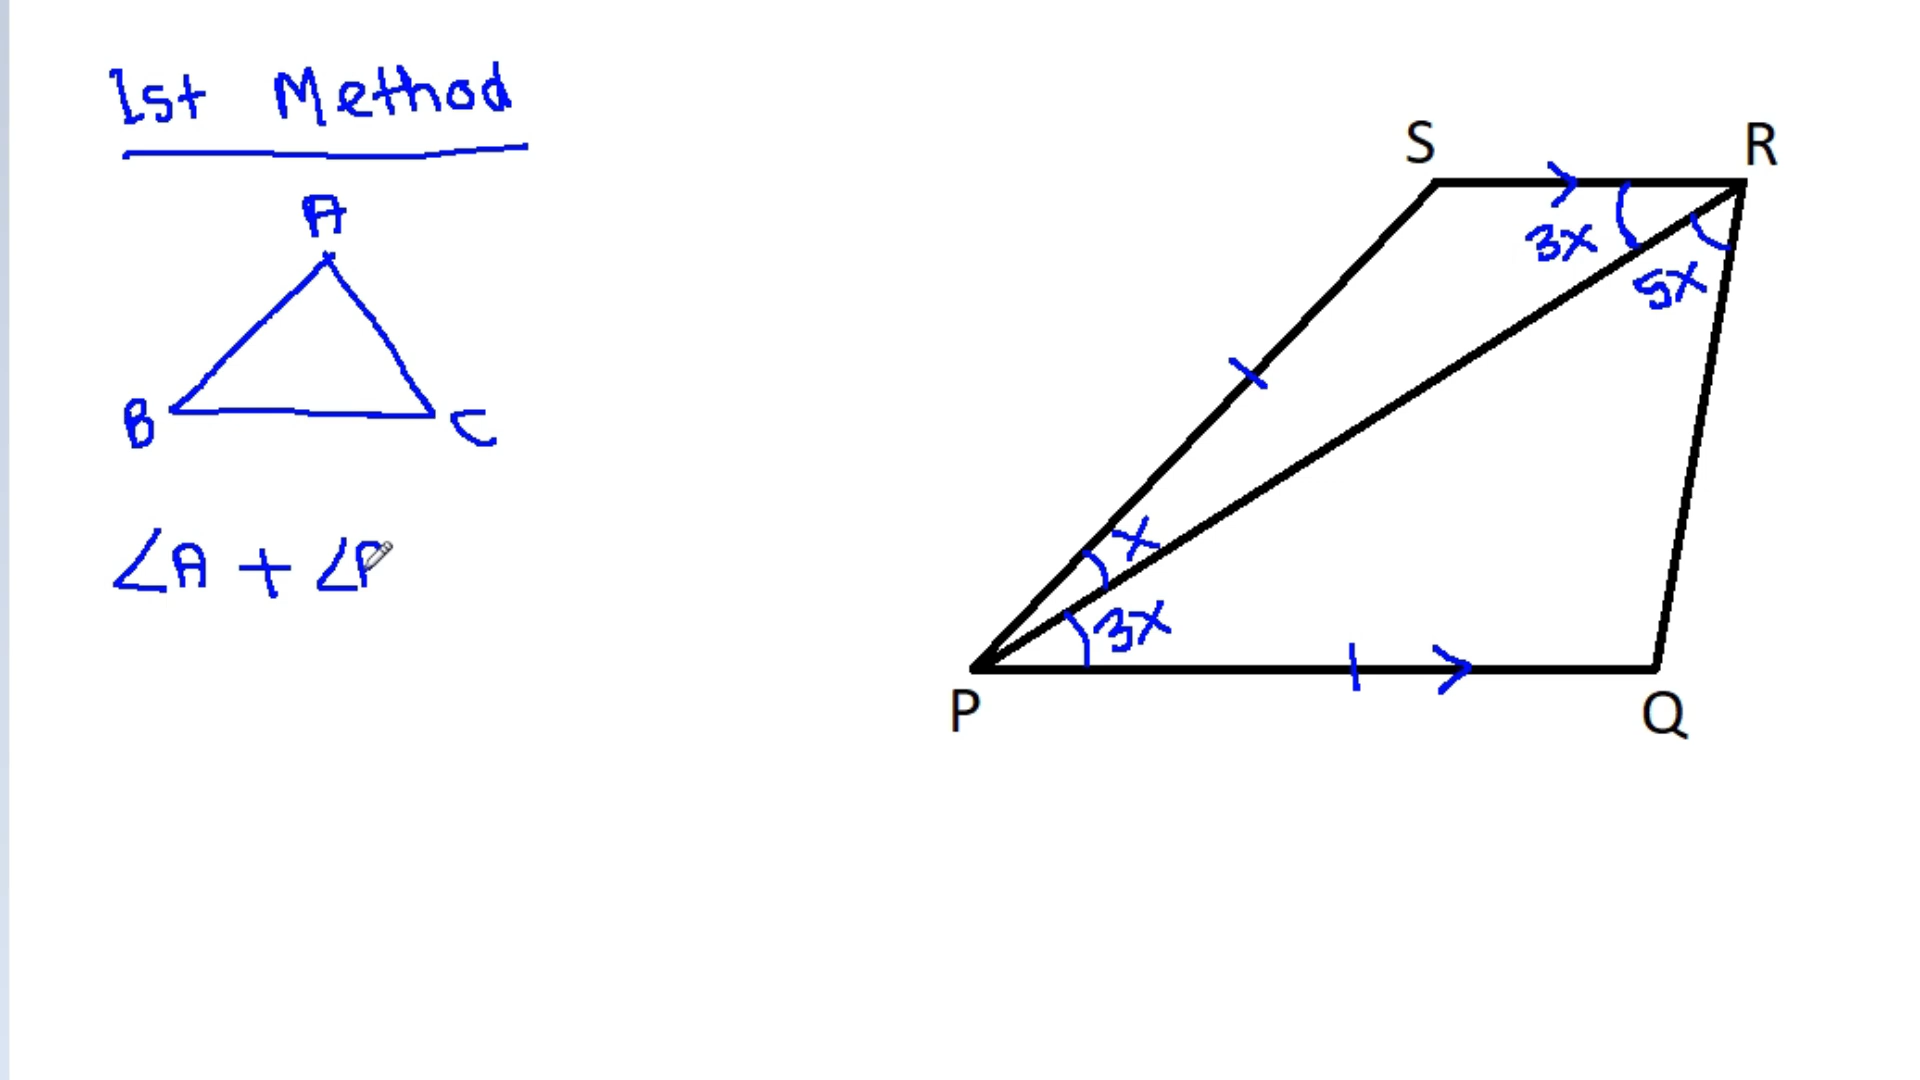 1st Method
A
B C
∠A + ∠
S R
3x
5x
x
3x
P Q